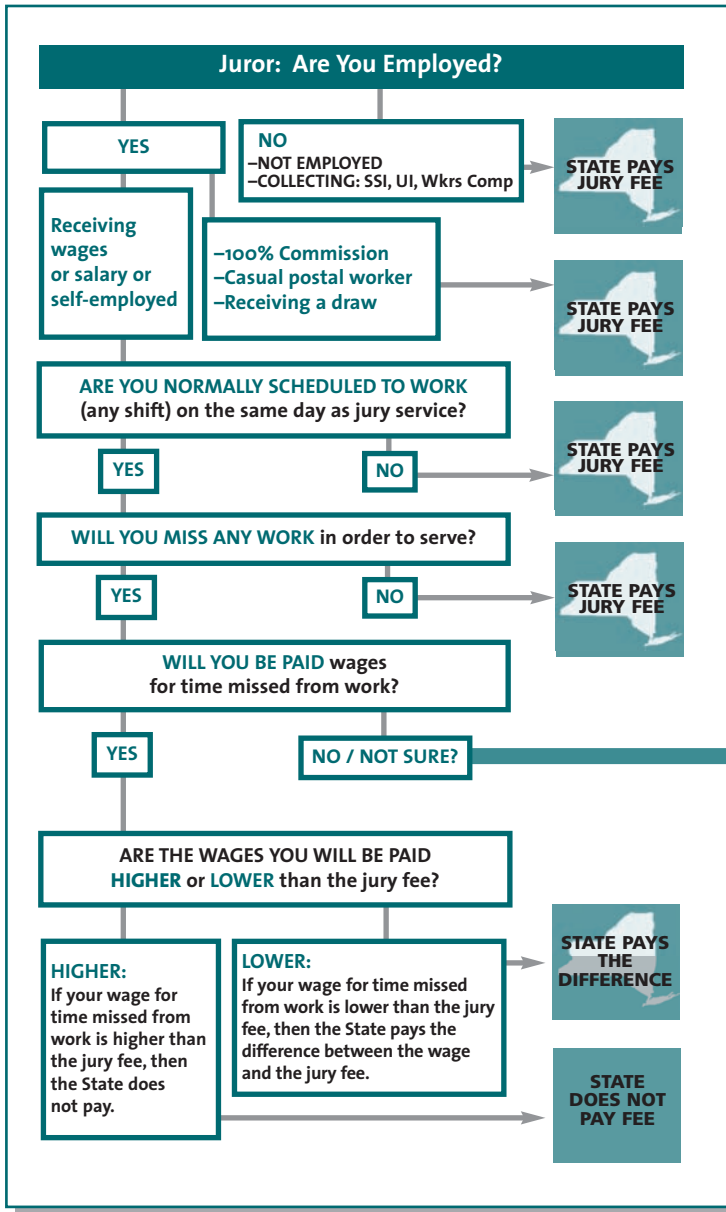 Juror: Are You Employed?
YES
NO
–NOT EMPLOYED
–COLLECTING: SSI, UI, Wkrs Comp
STATE PAYS
JURY FEE
Receiving
wages
or salary or
self-employed
–100% Commission
–Casual postal worker
–Receiving a draw
STATE PAYS
JURY FEE
ARE YOU NORMALLY SCHEDULED TO WORK
(any shift) on the same day as jury service?
YES
NO
STATE PAYS
JURY FEE
WILL YOU MISS ANY WORK in order to serve?
YES
NO
STATE PAYS
JURY FEE
WILL YOU BE PAID wages
for time missed from work?
YES
NO / NOT SURE?
ARE THE WAGES YOU WILL BE PAID
HIGHER or LOWER than the jury fee?
HIGHER:
If your wage for
time missed from
work is higher than
the jury fee, then
the State does
not pay.
LOWER:
If your wage for time missed
from work is lower than the jury
fee, then the State pays the
difference between the wage
and the jury fee.
STATE PAYS
THE
DIFFERENCE
STATE
DOES NOT
PAY FEE